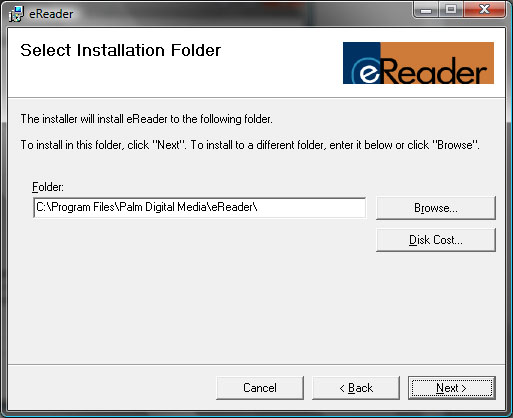 eReader
Select Installation Folder
eReader
The installer will install eReader to the following folder.
To install in this folder, click "Next". To install to a different folder, enter it below or click "Browse".
Folder:
C:\Program Files\Palm Digital Media\eReader\
Browse...
Disk Cost...
Cancel
< Back
Next >